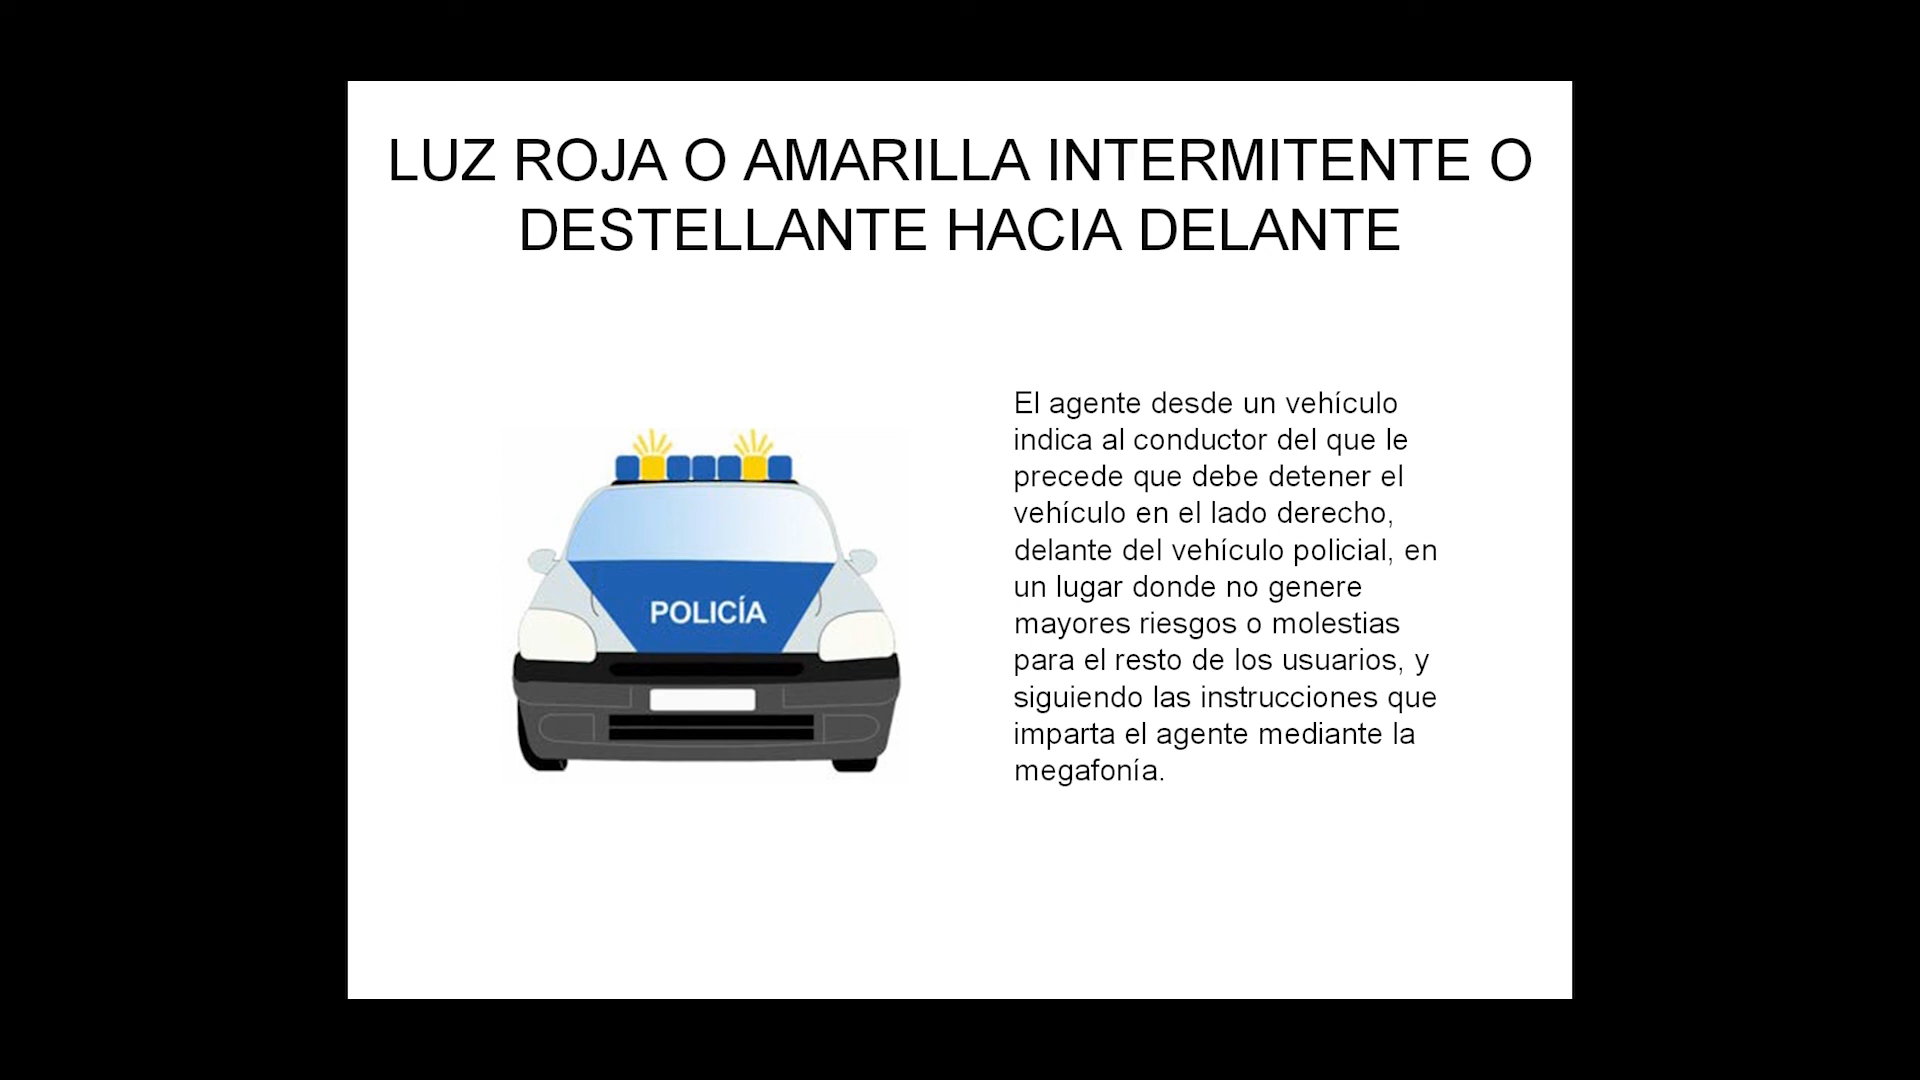 LUZ ROJA O AMARILLA INTERMITENTE O
DESTELLANTE HACIA DELANTE
El agente desde un vehículo
indica al conductor del que le
precede que debe detener el
vehículo en el lado derecho,
delante del vehículo policial, en
un lugar donde no genere
mayores riesgos o molestias
para el resto de los usuarios, y
siguiendo las instrucciones que
imparta el agente mediante la
megafonía.
POLICÍA